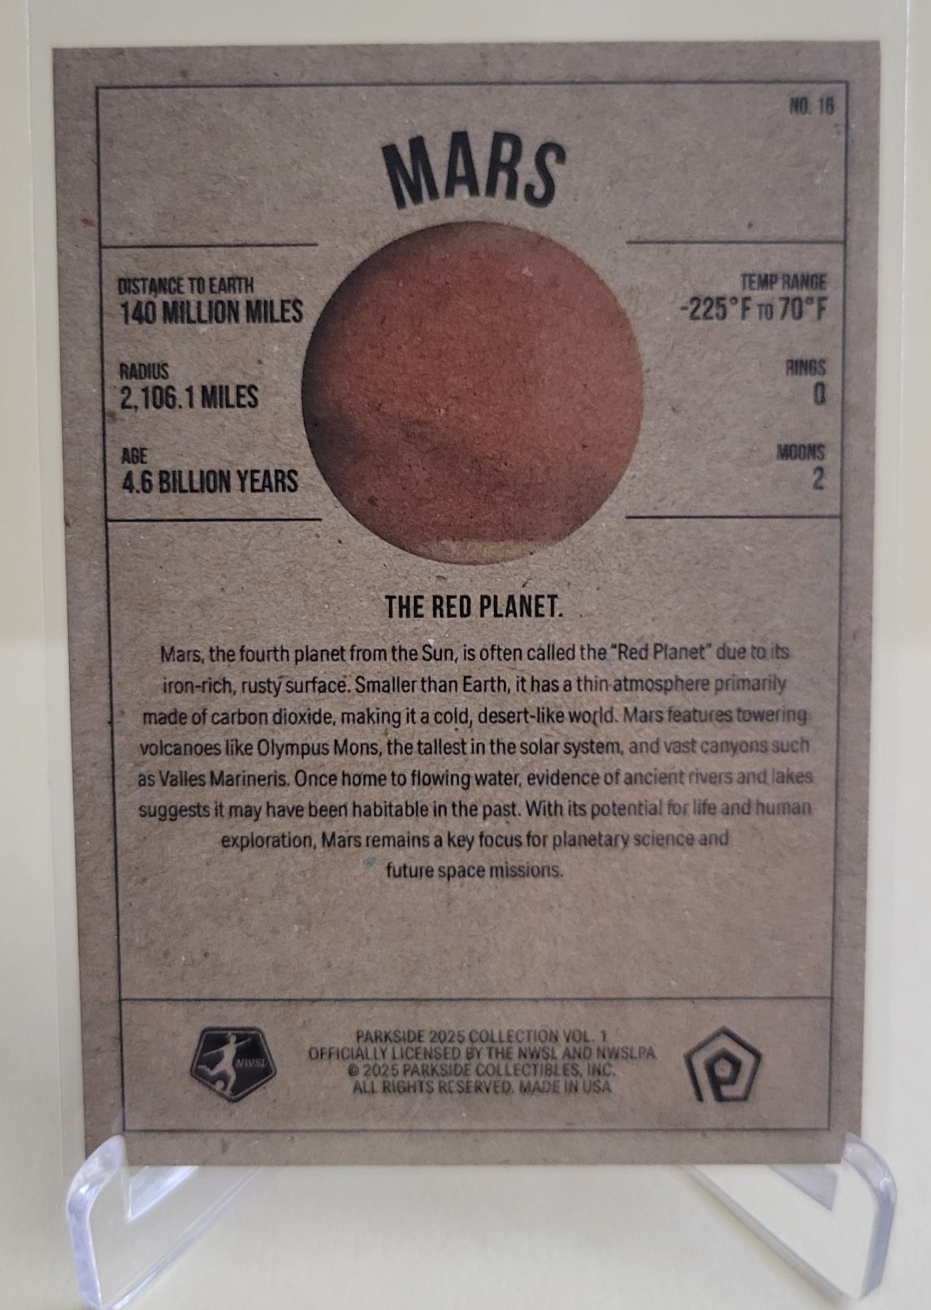 NO. 16
MARS
DISTANCE TO EARTH
140 MILLION MILES
TEMP RANGE
-225°F TO 70°F
RADIUS
2,106.1 MILES
RINGS
0
AGE
4.6 BILLION YEARS
MOONS
2
THE RED PLANET.
Mars, the fourth planet from the Sun, is often called the “Red Planet” due to its
iron-rich, rusty surface. Smaller than Earth, it has a thin atmosphere primarily
made of carbon dioxide, making it a cold, desert-like world. Mars features towering
volcanoes like Olympus Mons, the tallest in the solar system, and vast canyons such
as Valles Marineris. Once home to flowing water, evidence of ancient rivers and lakes
suggests it may have been habitable in the past. With its potential for life and human
exploration, Mars remains a key focus for planetary science and
future space missions.
NWSL
PARKSIDE 2025 COLLECTION VOL. 1
OFFICIALLY LICENSED BY THE NWSL AND NWSLPA
© 2025 PARKSIDE COLLECTIBLES, INC.
ALL RIGHTS RESERVED. MADE IN USA